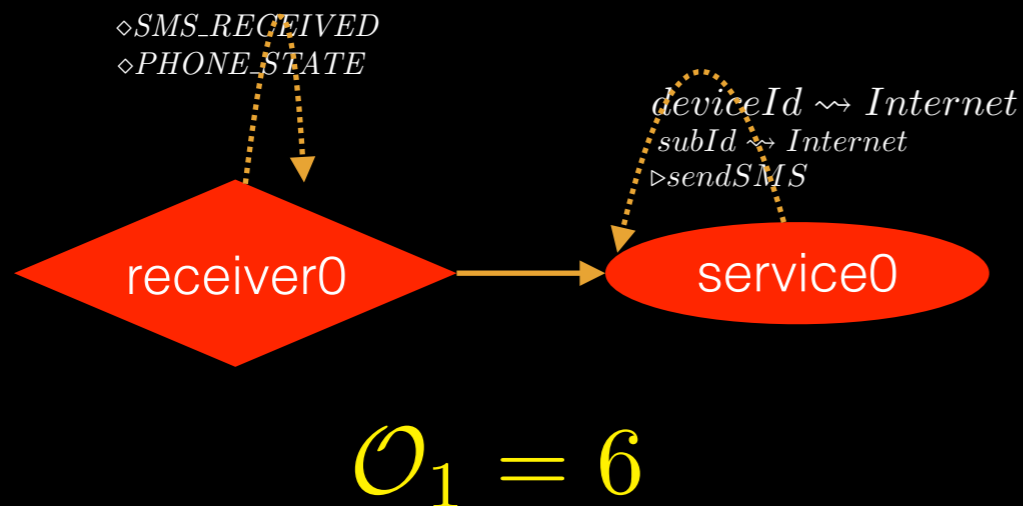 ⋄SMS_RECEIVED
⋄PHONE_STATE
deviceId ⇝ Internet
subId ⇝ Internet
▷sendSMS
receiver0
service0
𝒪₁ = 6